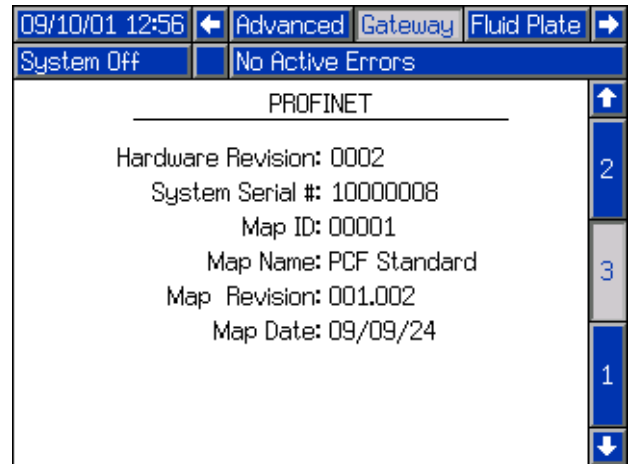 09/10/01 12:56 Advanced Gateway Fluid Plate
System Off No Active Errors
PROFINET
Hardware Revision: 0002
System Serial #: 10000008
Map ID: 00001
Map Name: PCF Standard
Map Revision: 001.002
Map Date: 09/09/24
2
3
1